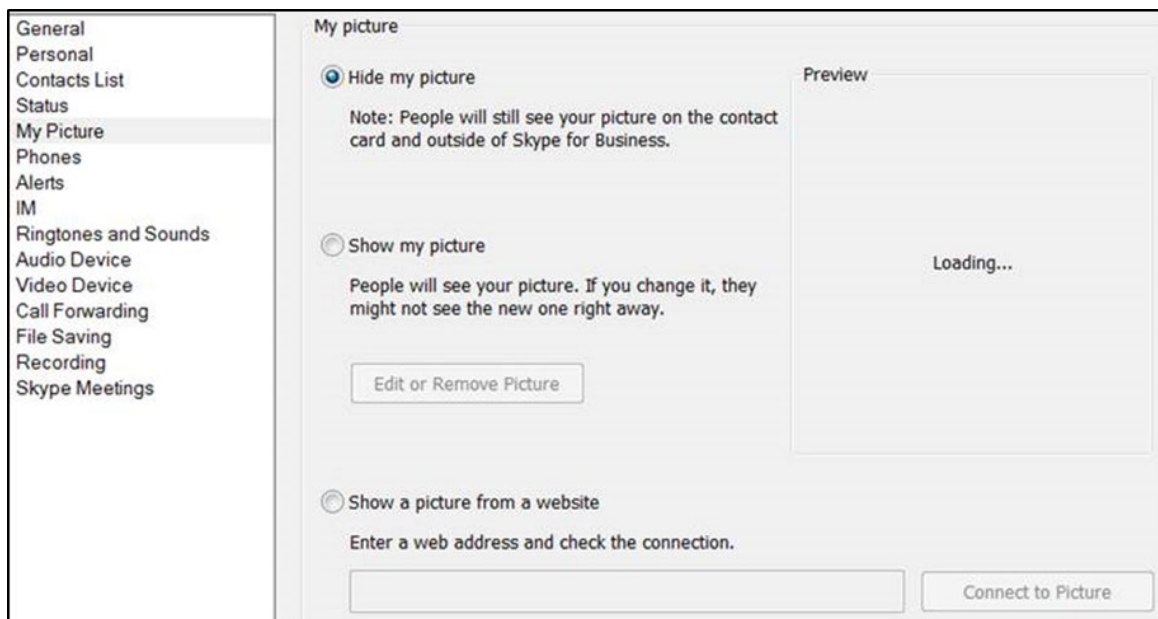 General
Personal
Contacts List
Status
My Picture
Phones
Alerts
IM
Ringtones and Sounds
Audio Device
Video Device
Call Forwarding
File Saving
Recording
Skype Meetings
My picture
Hide my picture
Note: People will still see your picture on the contact
card and outside of Skype for Business.
Show my picture
People will see your picture. If you change it, they
might not see the new one right away.
Edit or Remove Picture
Preview
Loading...
Show a picture from a website
Enter a web address and check the connection.
Connect to Picture